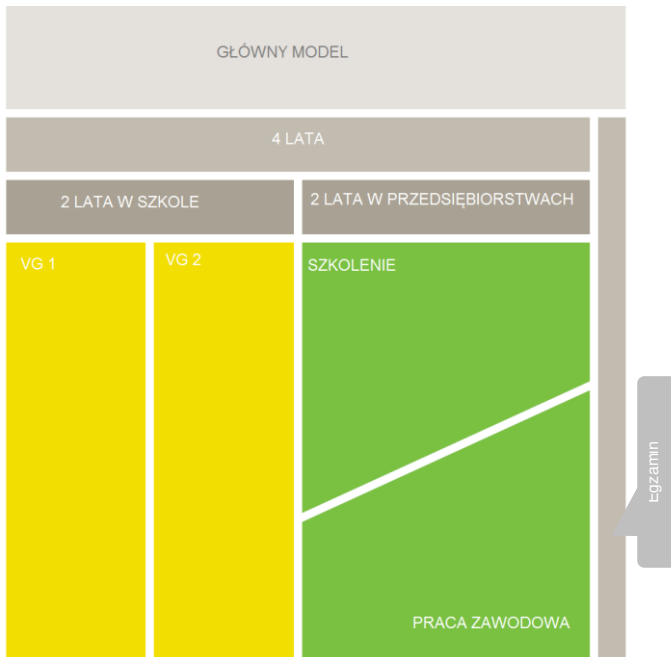 GŁÓWNY MODEL
4 LATA
2 LATA W SZKOLE
2 LATA W PRZEDSIĘBIORSTWACH
VG 1
VG 2
SZKOLENIE
Egzamin
PRACA ZAWODOWA